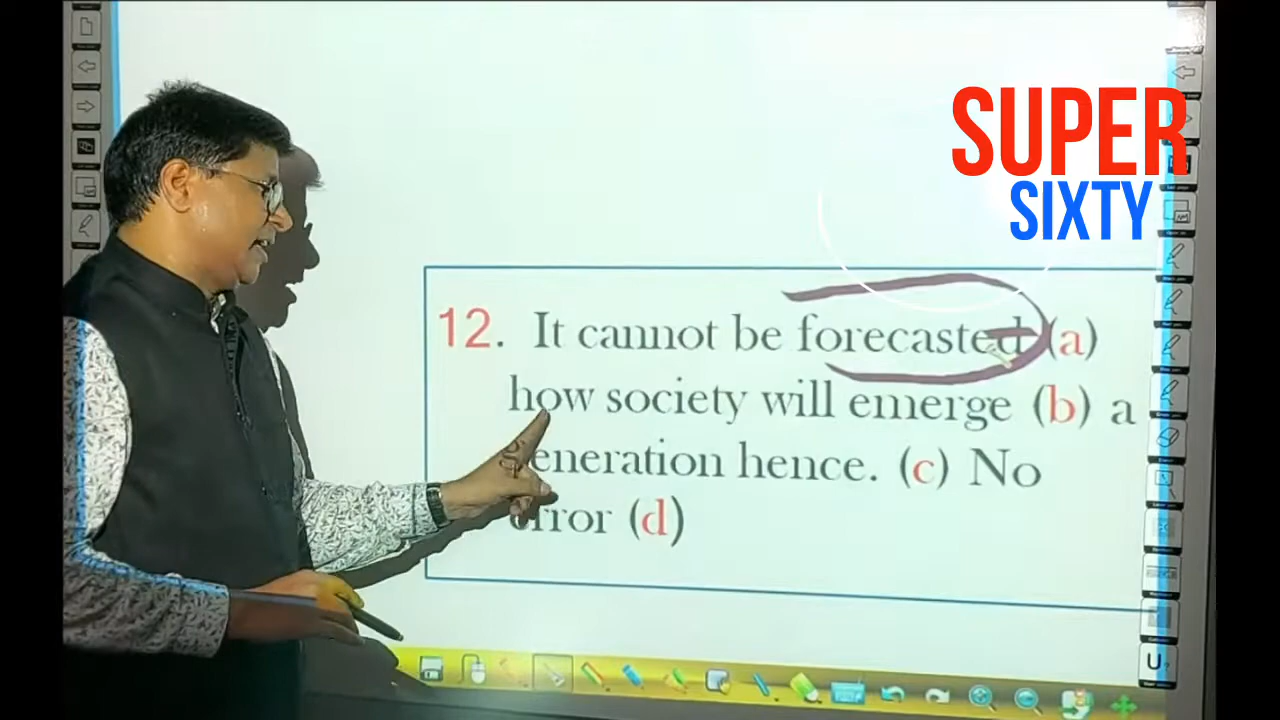 SUPER
SIXTY
12. It cannot be forecasted (a)
how society will emerge (b) a
generation hence. (c) No
error (d)